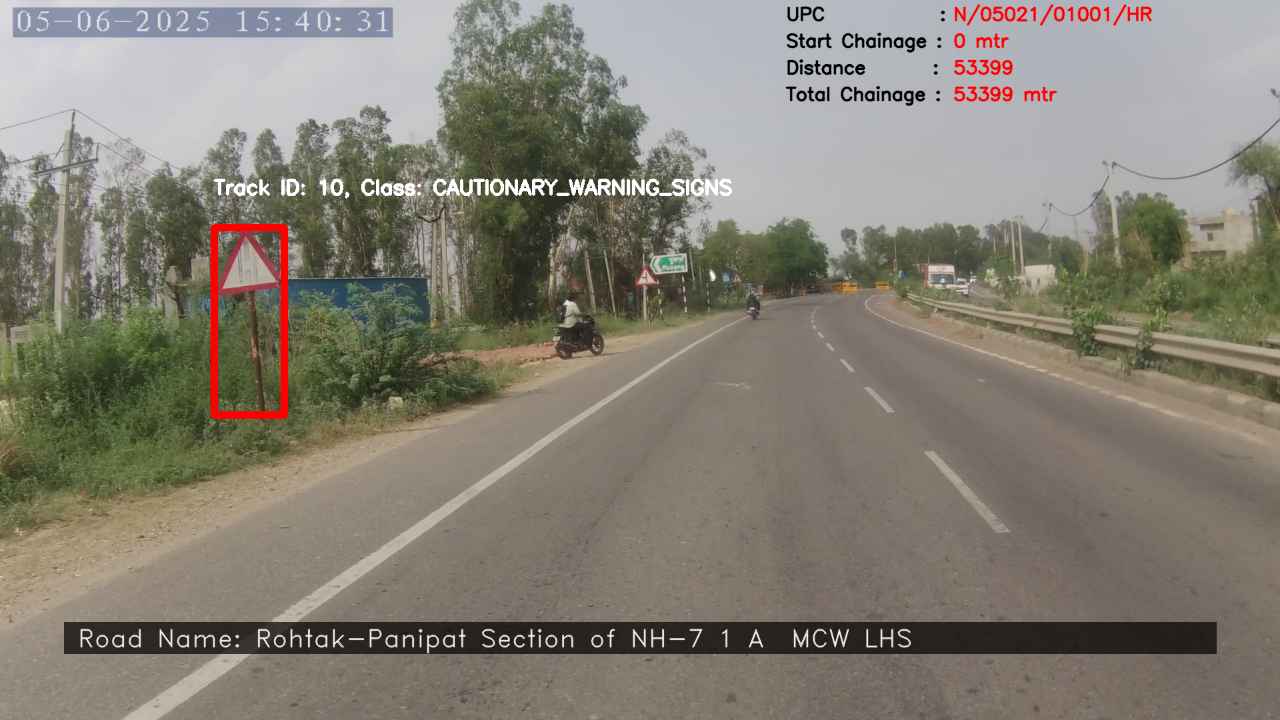 05-06-2025 15:40:31
UPC : N/05021/01001/HR
Start Chainage : 0 mtr
Distance : 53399
Total Chainage : 53399 mtr
Track ID: 10, Class: CAUTIONARY_WARNING_SIGNS
Road Name: Rohtak-Panipat Section of NH-7 1 A MCW LHS